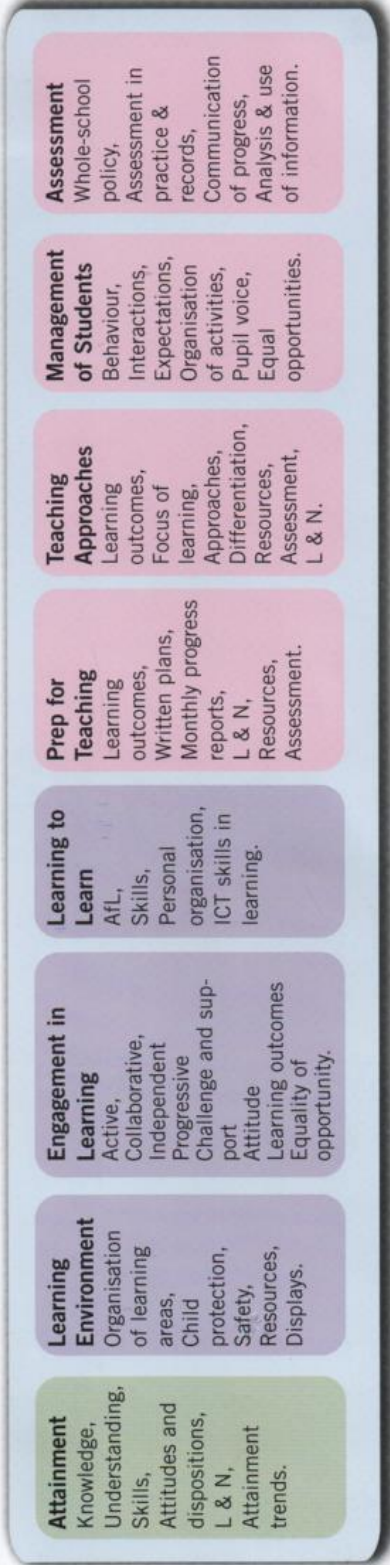 Attainment
Knowledge,
Understanding,
Skills,
Attitudes and
dispositions,
L & N,
Attainment
trends.
Learning
Environment
Organisation
of learning
areas,
Child
protection,
Safety,
Resources,
Displays.
Engagement in
Learning
Active,
Collaborative,
Independent
Progressive
Challenge and sup-
port
Attitude
Learning outcomes
Equality of
opportunity.
Learning to
Learn
AfL,
Skills,
Personal
organisation,
ICT skills in
learning.
Prep for
Teaching
Learning
outcomes,
Written plans,
Monthly progress
reports,
L & N,
Resources,
Assessment.
Teaching
Approaches
Learning
outcomes,
Focus of
learning,
Approaches,
Differentiation,
Resources,
Assessment,
L & N.
Management
of Students
Behaviour,
Interactions,
Expectations,
Organisation
of activities,
Pupil voice,
Equal
opportunities.
Assessment
Whole-school
policy,
Assessment in
practice &
records,
Communication
of progress,
Analysis & use
of information.